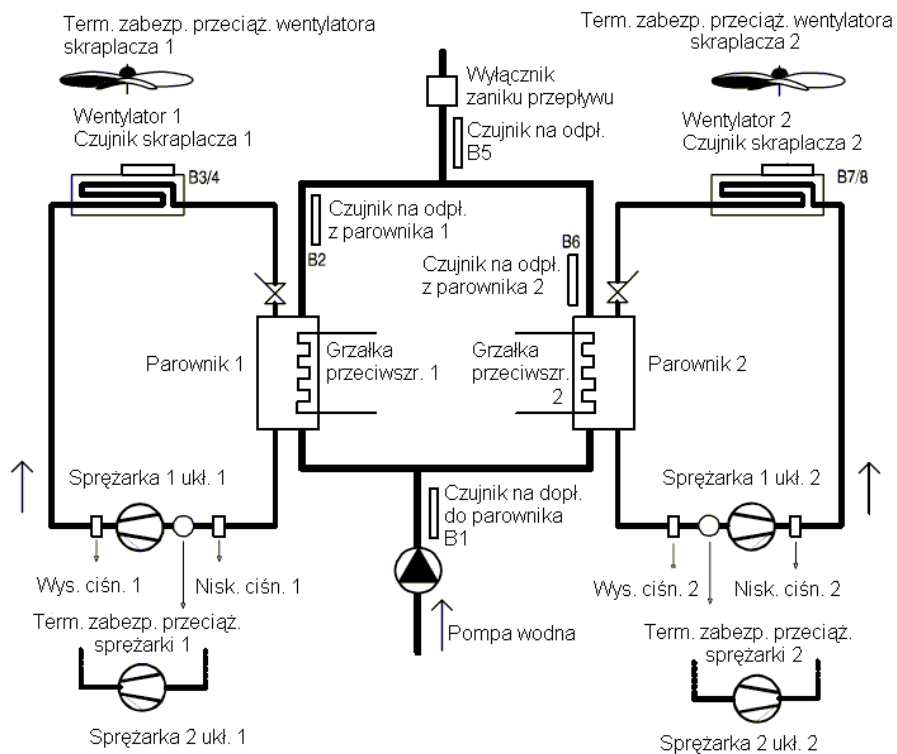 Term. zabezp. przeciąż. wentylatora
skraplacza 1
Wentylator 1
Czujnik skraplacza 1
B3/4
Term. zabezp. przeciąż. wentylatora
skraplacza 2
Wentylator 2
Czujnik skraplacza 2
B7/8
Wyłącznik
zaniku przepływu
Czujnik na odpł.
B5
Czujnik na odpł.
z parownika 1
B2
B6
Czujnik na odpł.
z parownika 2
Parownik 1
Grzałka
przeciwszr. 1
Grzałka
przeciwszr.
2
Parownik 2
Sprężarka 1 ukł. 1
Wys. ciśn. 1
Nisk. ciśn. 1
Term. zabezp. przeciąż.
sprężarki 1
Sprężarka 2 ukł. 1
Czujnik na dopł.
do parownika
B1
Pompa wodna
Sprężarka 1 ukł. 2
Wys. ciśn. 2
Nisk. ciśn. 2
Term. zabezp. przeciąż.
sprężarki 2
Sprężarka 2 ukł. 2